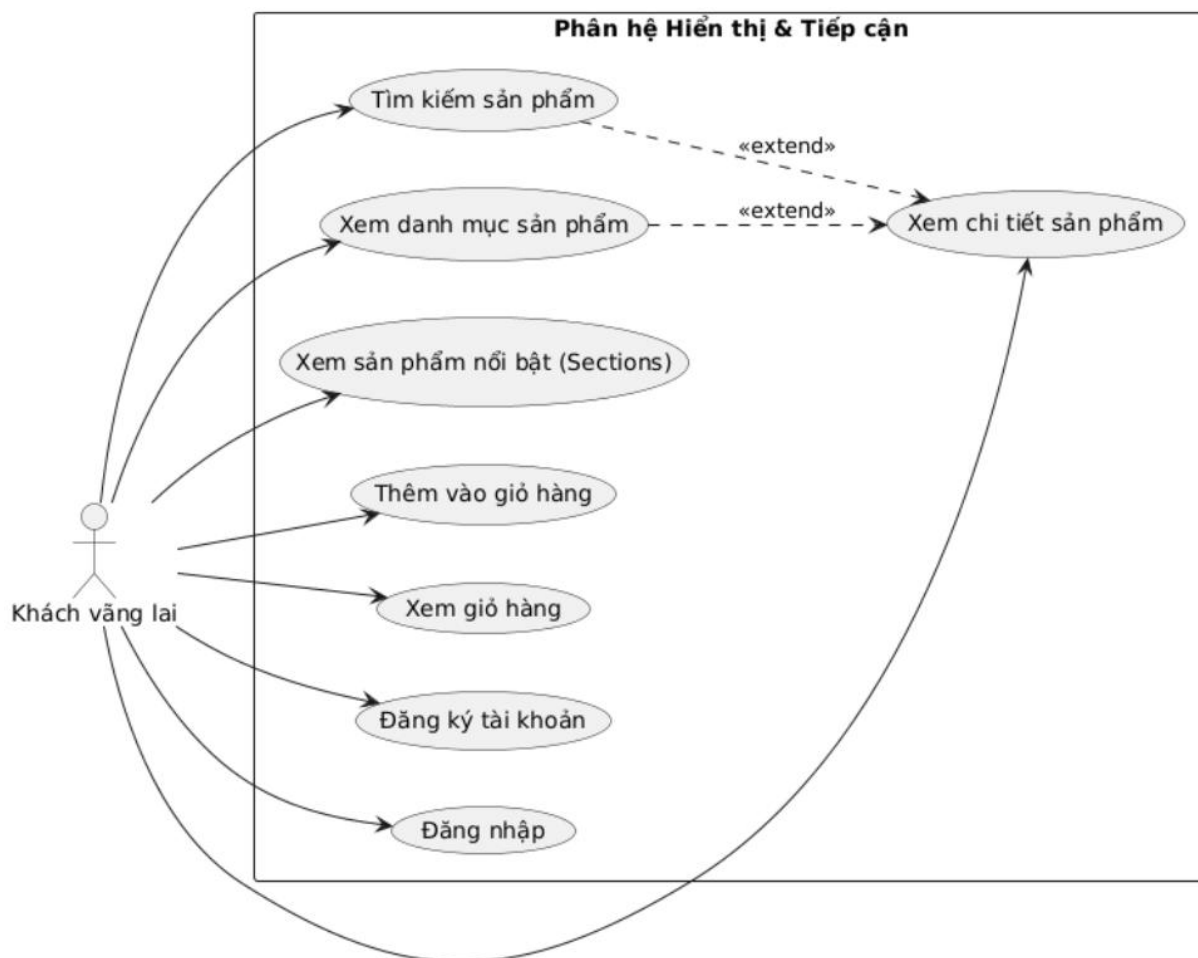 Phân hệ Hiển thị & Tiếp cận
Tìm kiếm sản phẩm
«extend»
Xem danh mục sản phẩm
«extend»
Xem chi tiết sản phẩm
Xem sản phẩm nổi bật (Sections)
Thêm vào giỏ hàng
Xem giỏ hàng
Khách vãng lai
Đăng ký tài khoản
Đăng nhập